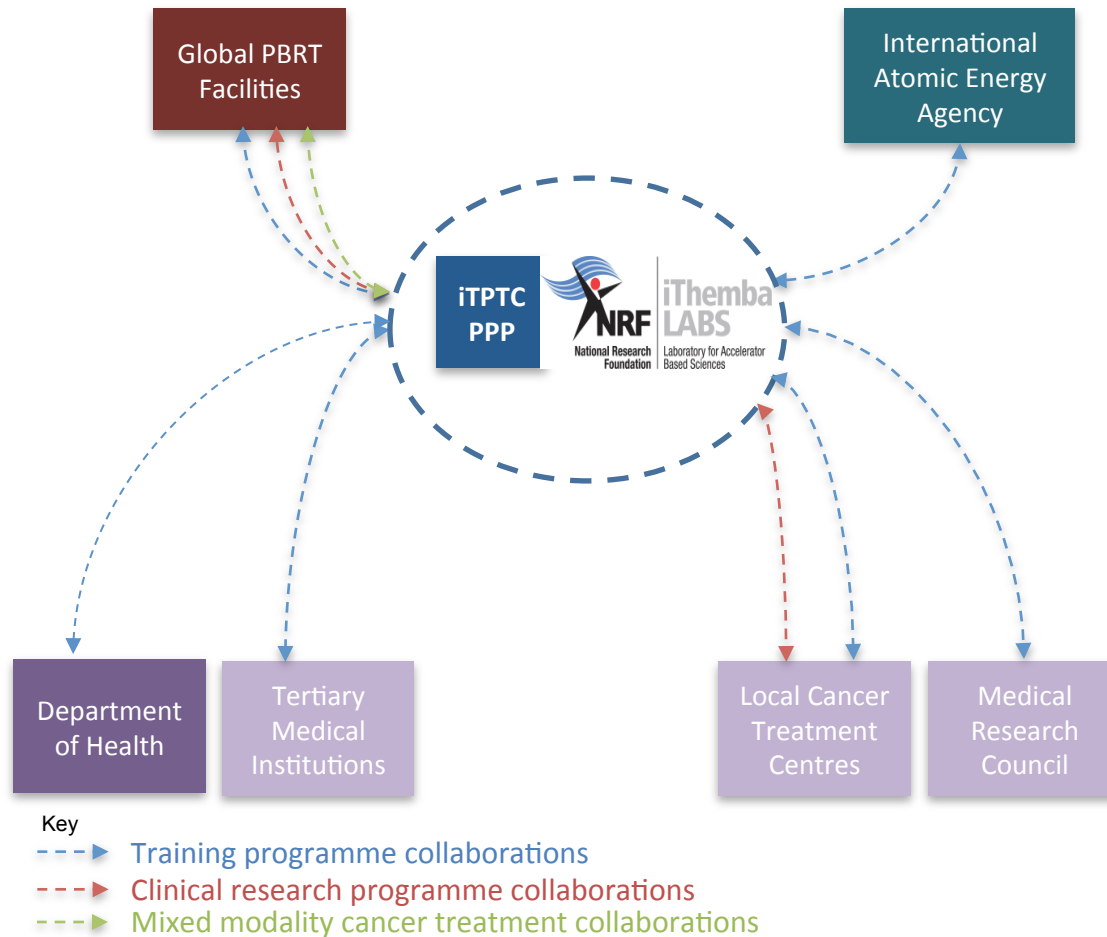 Global PBRT
Facilities
International
Atomic Energy
Agency
iTPTC
PPP
NRF
National Research
Foundation
iThemba
LABS
Laboratory for Accelerator
Based Sciences
Department
of Health
Tertiary
Medical
Institutions
Local Cancer
Treatment
Centres
Medical
Research
Council
Key
Training programme collaborations
Clinical research programme collaborations
Mixed modality cancer treatment collaborations